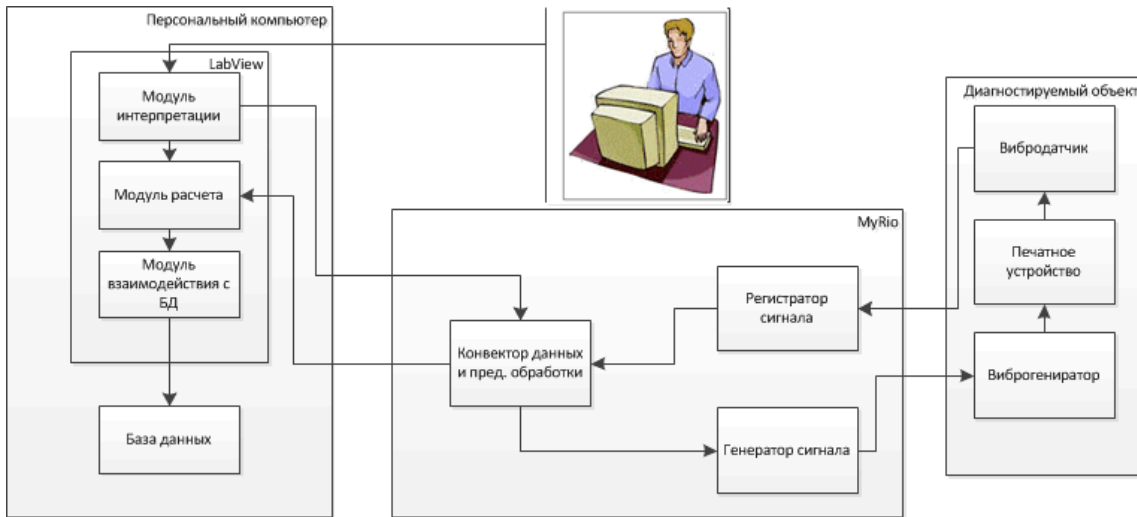 Персональный компьютер
LabView
Модуль
интерпретации
Модуль расчета
Модуль
взаимодействия с
БД
База данных
MyRio
Конвектор данных
и пред. обработки
Регистратор
сигнала
Генератор сигнала
Диагностируемый объект
Вибродатчик
Печатное
устройство
Виброгениратор